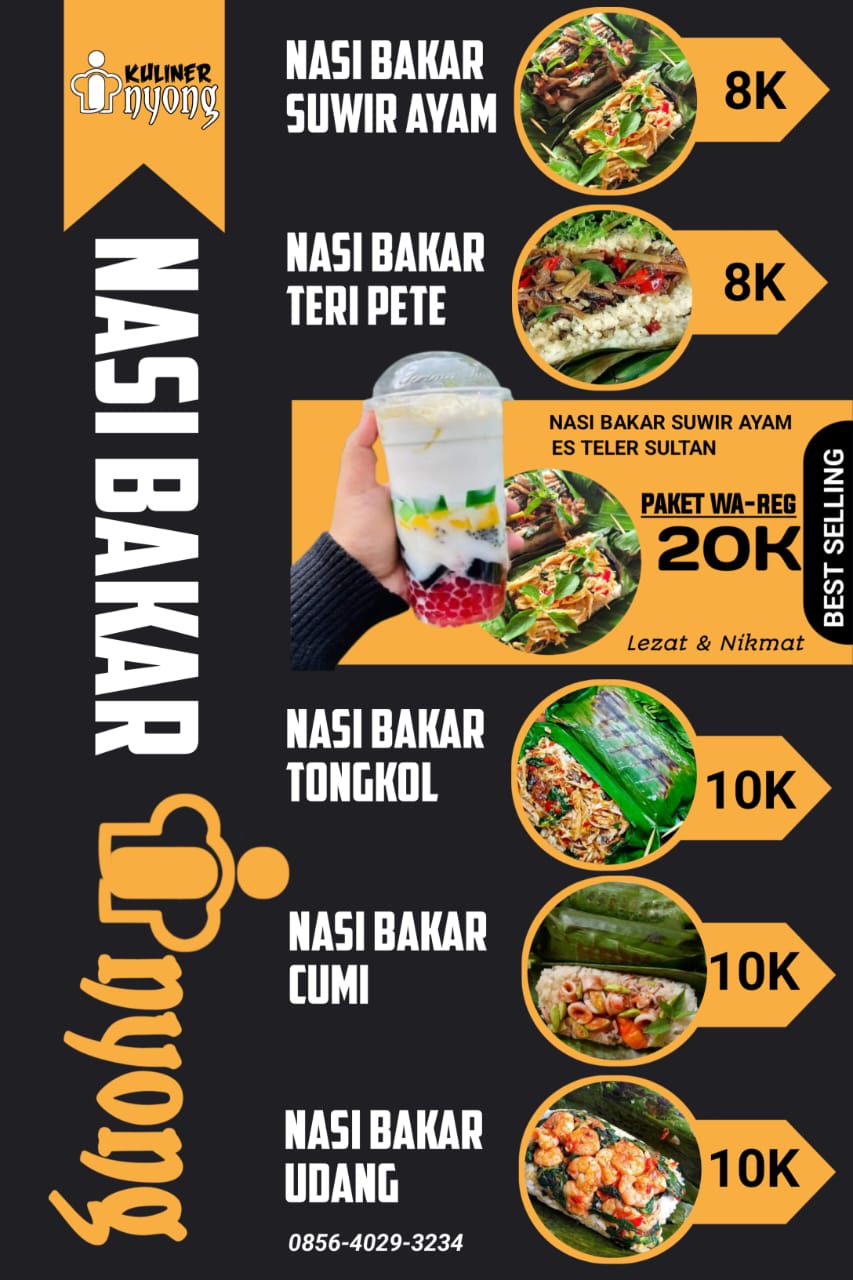 KULINER
nyong
NASI BAKAR
nyong
NASI BAKAR
SUWIR AYAM
8K
NASI BAKAR
TERI PETE
8K
NASI BAKAR SUWIR AYAM
ES TELER SULTAN
PAKET WA-REG
20K
BEST SELLING
Lezat & Nikmat
NASI BAKAR
TONGKOL
10K
NASI BAKAR
CUMI
10K
NASI BAKAR
UDANG
10K
0856-4029-3234